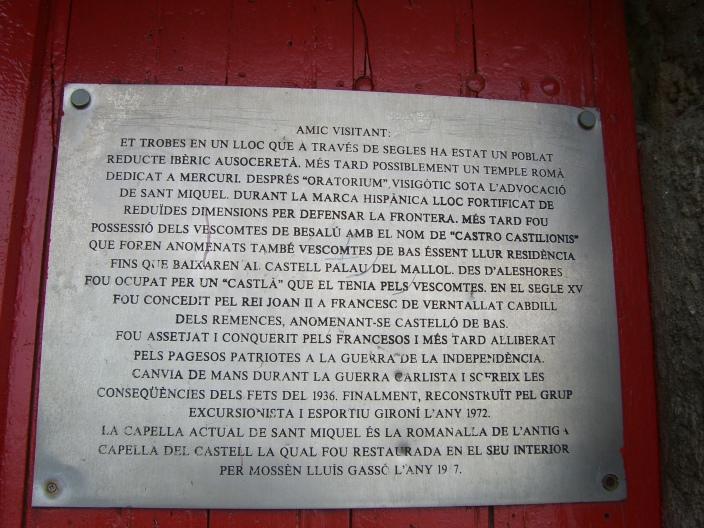 AMIC VISITANT:
ET TROBES EN UN LLOC QUE A TRAVÉS DE SEGLES HA ESTAT UN POBLAT
REDUCTE IBÈRIC AUSOCERETÀ. MÉS TARD POSSIBLEMENT UN TEMPLE ROMÀ
DEDICAT A MERCURI. DESPRÉS "ORATORIUM", VISIGÒTIC SOTA L'ADVOCACIÓ
DE SANT MIQUEL. DURANT LA MARCA HISPÀNICA LLOC FORTIFICAT DE
REDUÏDES DIMENSIONS PER DEFENSAR LA FRONTERA. MÉS TARD FOU
POSSESSIÓ DELS VESCOMTES DE BESALÚ AMB EL NOM DE "CASTRO CASTILIONIS"
QUE FOREN ANOMENATS TAMBÉ VESCOMTES DE BAS ÉSSENT LLUR RESIDÈNCIA
FINS QUE BAIXAREN AL CASTELL PALAU DEL MALLOL. DES D'ALESHORES
FOU OCUPAT PER UN "CASTLÀ" QUE EL TENIA PELS VESCOMTES. EN EL SEGLE XV
FOU CONCEDIT PEL REI JOAN II A FRANCESC DE VERNTALLAT CABDILL
DELS REMENCES, ANOMENANT-SE CASTELLÓ DE BAS.
FOU ASSETJAT I CONQUERIT PELS FRANCESOS I MÉS TARD ALLIBERAT
PELS PAGESOS PATRIOTES A LA GUERRA DE LA INDEPENDÈNCIA.
CANVIA DE MANS DURANT LA GUERRA CARLISTA I SOFREIX LES
CONSEQÜÈNCIES DELS FETS DEL 1936. FINALMENT, RECONSTRUÏT PEL GRUP
EXCURSIONISTA I ESPORTIU GIRONÍ L'ANY 1972.
LA CAPELLA ACTUAL DE SANT MIQUEL ÉS LA ROMANALLA DE L'ANTIGA
CAPELLA DEL CASTELL LA QUAL FOU RESTAURADA EN EL SEU INTERIOR
PER MOSSÈN LLUÍS GASSÓ L'ANY